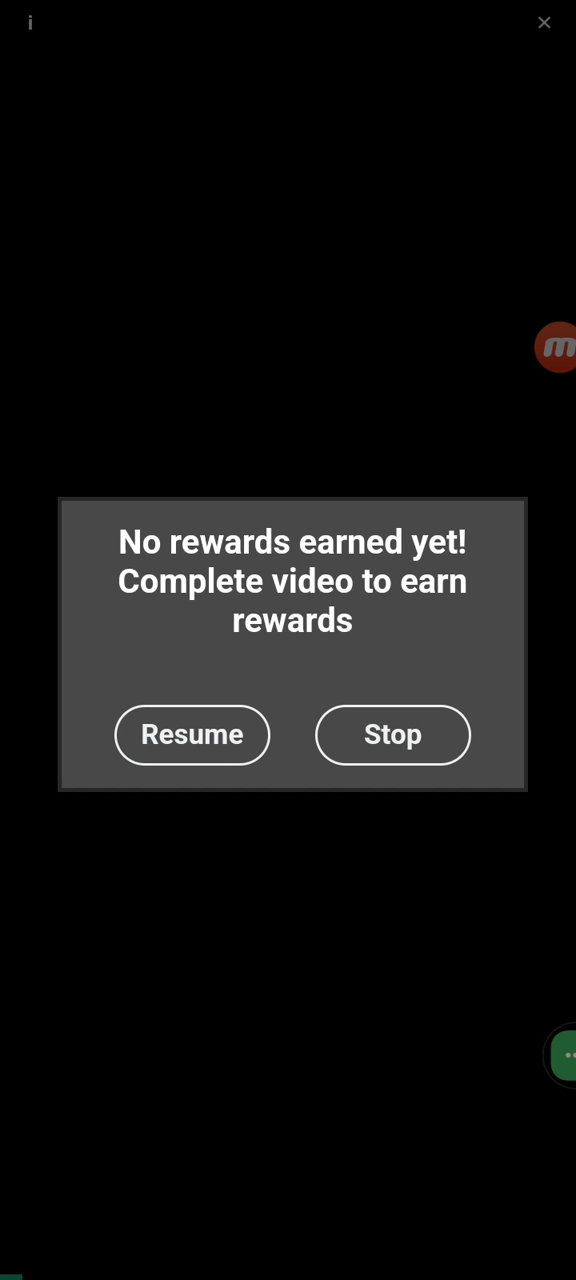 i ×
No rewards earned yet!
Complete video to earn
rewards
Resume Stop